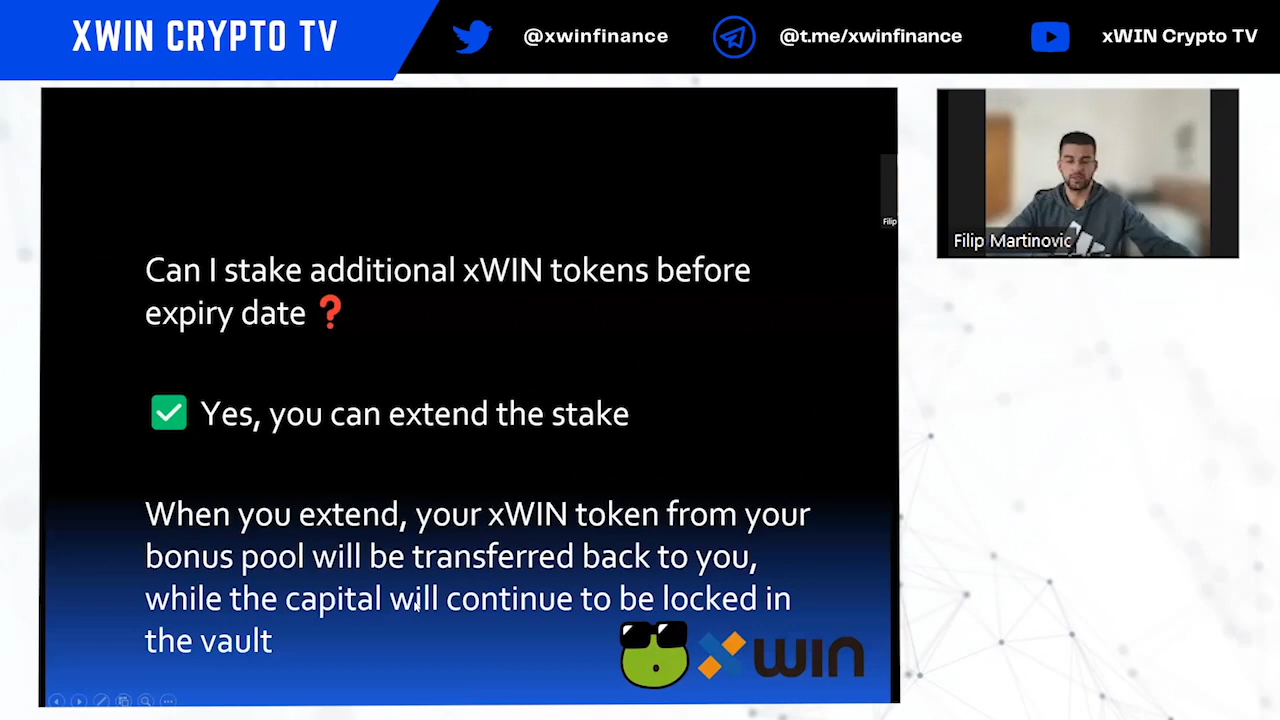 XWIN CRYPTO TV
@xwinfinance
@t.me/xwinfinance
xWIN Crypto TV
Filip
Filip Martinovic
Can I stake additional xWIN tokens before
expiry date ❓
✅ Yes, you can extend the stake
When you extend, your xWIN token from your
bonus pool will be transferred back to you,
while the capital will continue to be locked in
the vault
xWIN